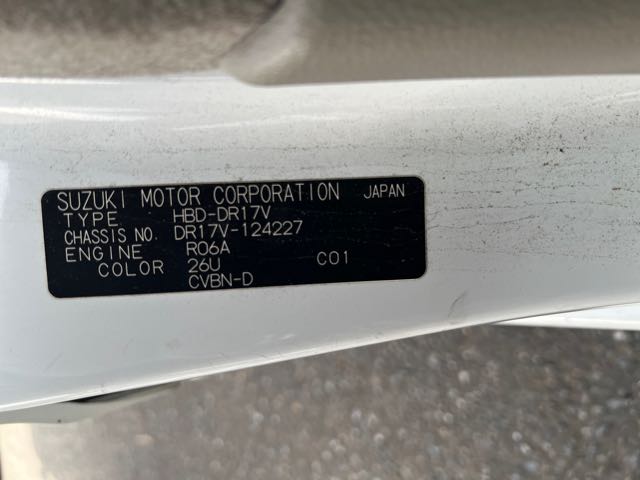 SUZUKI MOTOR CORPORATION JAPAN
TYPE HBD-DR17V
CHASSIS NO. DR17V-124227
ENGINE R06A
COLOR 26U C01
CVBN-D